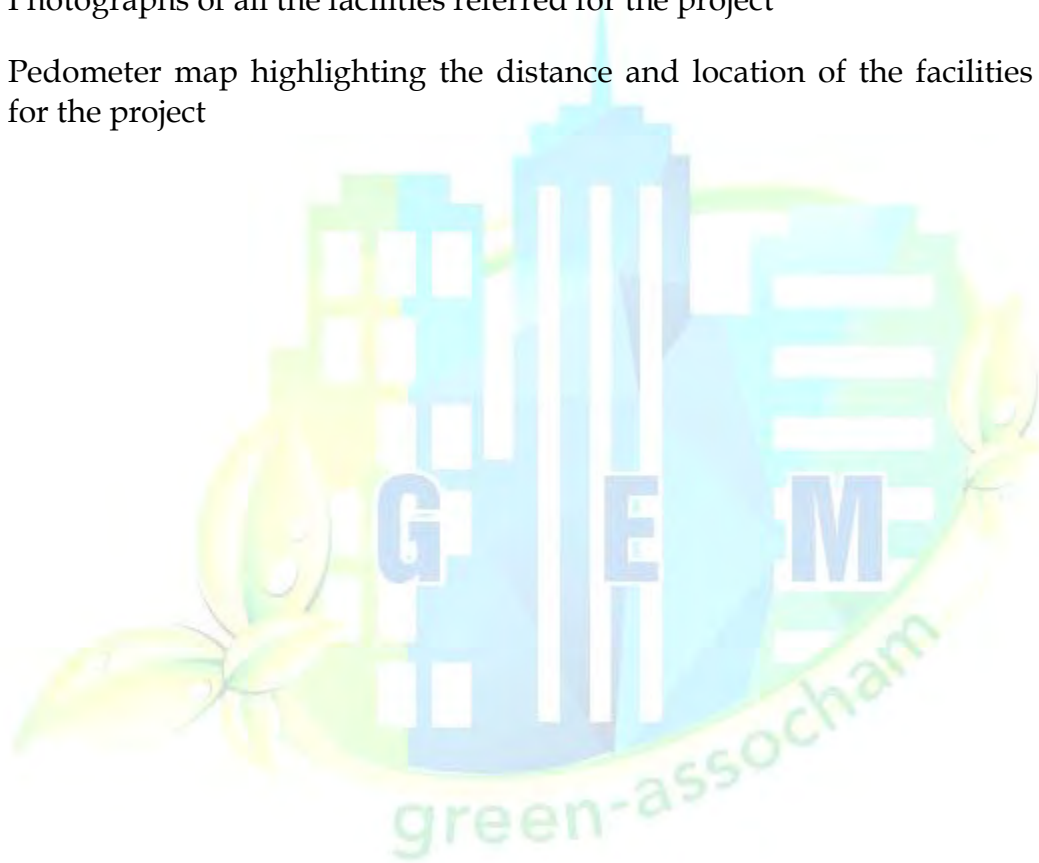 Photographs of all the facilities referred for the project
Pedometer map highlighting the distance and location of the facilities
for the project
G E M
green-assocham